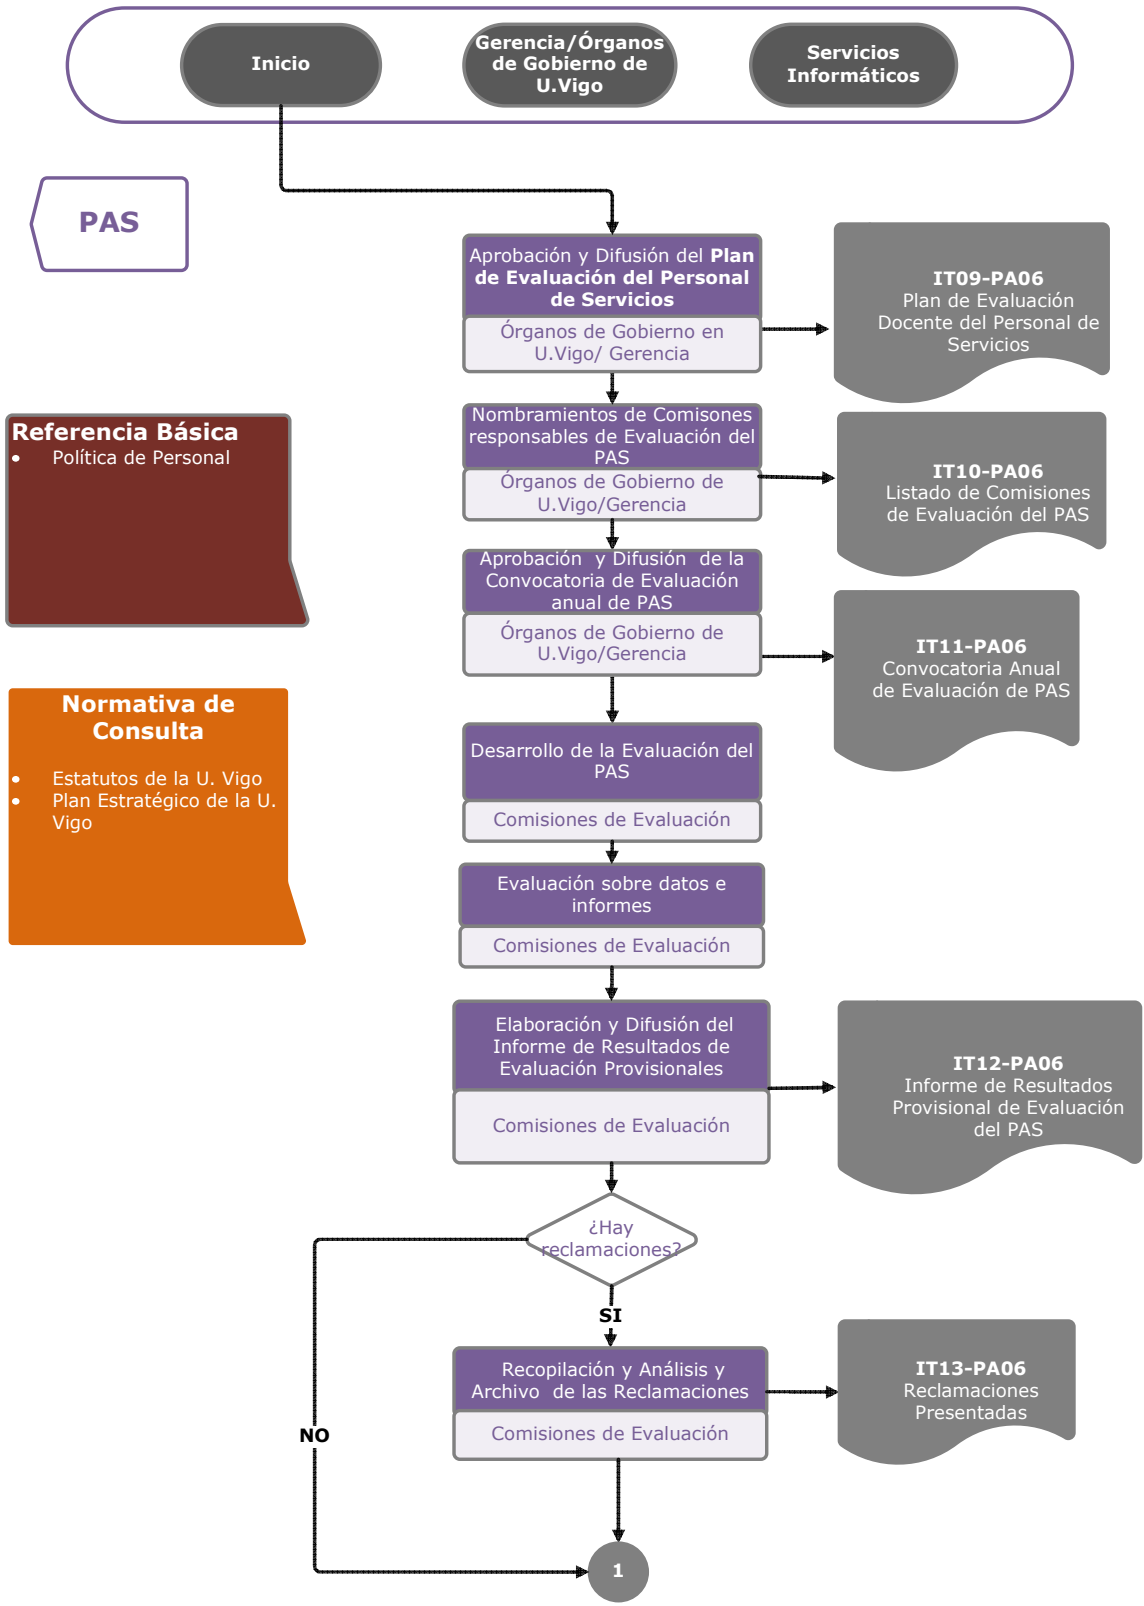 Inicio
Gerencia/Órganos
de Gobierno de
U.Vigo
Servicios
Informáticos
PAS
Aprobación y Difusión del Plan
de Evaluación del Personal
de Servicios
Órganos de Gobierno en
U.Vigo/ Gerencia
IT09-PA06
Plan de Evaluación
Docente del Personal de
Servicios
Referencia Básica
• Política de Personal
Nombramientos de Comisones
responsables de Evaluación del
PAS
Órganos de Gobierno de
U.Vigo/Gerencia
IT10-PA06
Listado de Comisiones
de Evaluación del PAS
Aprobación y Difusión de la
Convocatoria de Evaluación
anual de PAS
Órganos de Gobierno de
U.Vigo/Gerencia
IT11-PA06
Convocatoria Anual
de Evaluación de PAS
Normativa de
Consulta
• Estatutos de la U. Vigo
• Plan Estratégico de la U.
Vigo
Desarrollo de la Evaluación del
PAS
Comisiones de Evaluación
Evaluación sobre datos e
informes
Comisiones de Evaluación
Elaboración y Difusión del
Informe de Resultados de
Evaluación Provisionales
Comisiones de Evaluación
IT12-PA06
Informe de Resultados
Provisional de Evaluación
del PAS
¿Hay
reclamaciones?
SI
Recopilación y Análisis y
Archivo de las Reclamaciones
Comisiones de Evaluación
IT13-PA06
Reclamaciones
Presentadas
NO
1